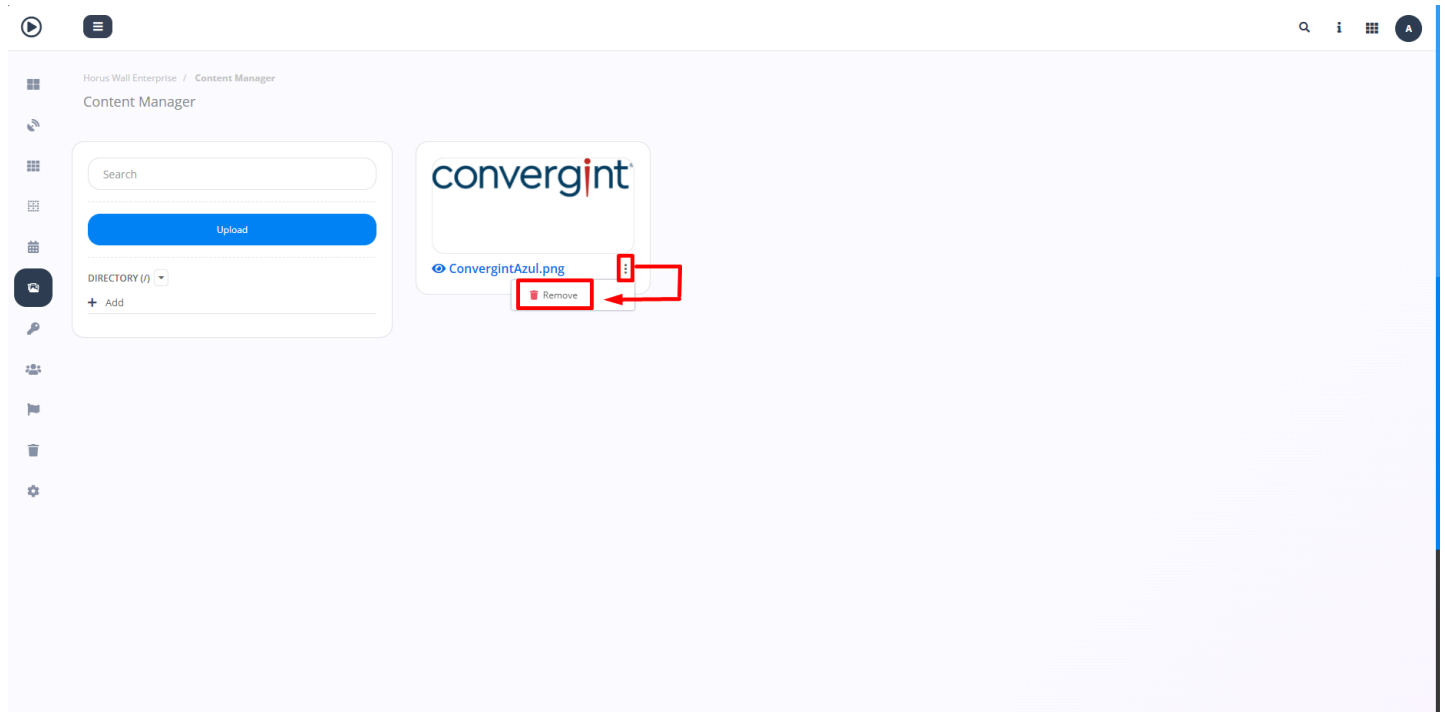 A
Horus Wall Enterprise / Content Manager
Content Manager
Search
Upload
DIRECTORY (/)
+ Add
convergint
ConvergintAzul.png
Remove